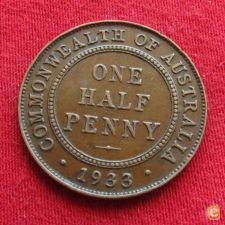 COMMONWEALTH OF AUSTRALIA
ONE
HALF
PENNY
· 1933 ·